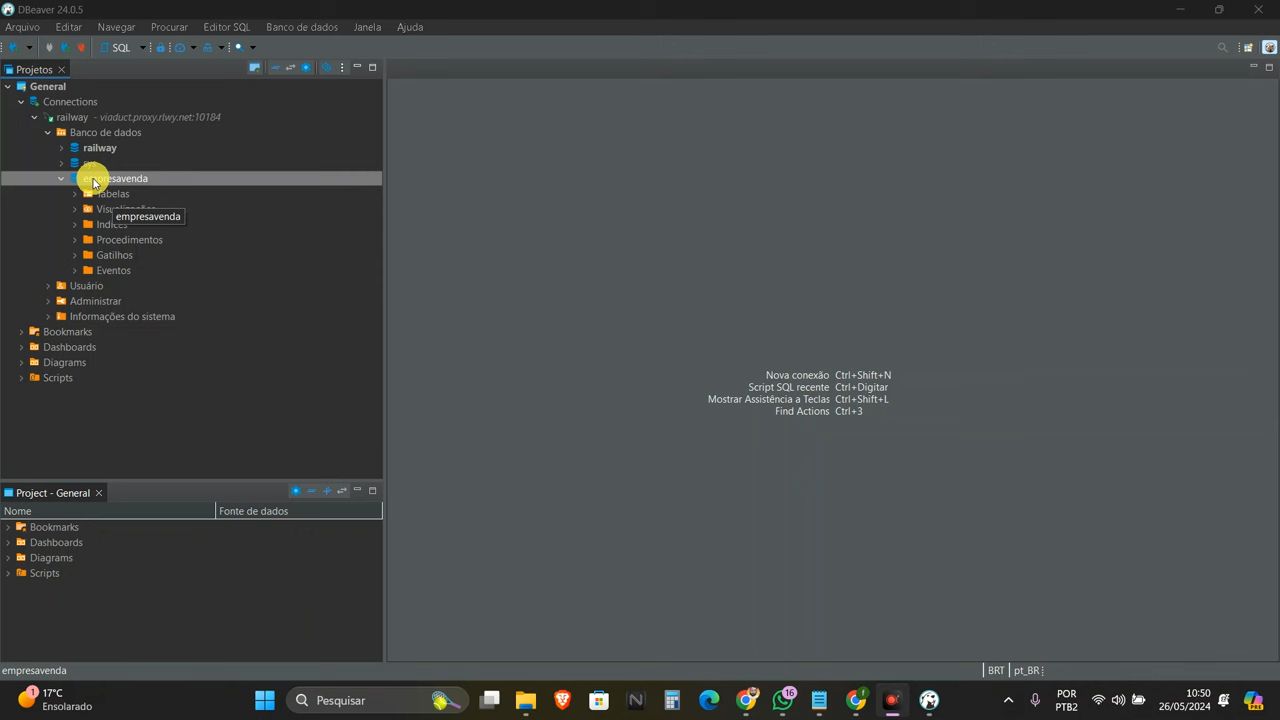 DBeaver 24.0.5
Arquivo Editar Navegar Procurar Editor SQL Banco de dados Janela Ajuda
SQL
Projetos
General
Connections
railway - viaduct.proxy.rlwy.net:10184
Banco de dados
railway
sys
empresavenda
Tabelas
empresavenda
Índices
Procedimentos
Gatilhos
Eventos
Usuário
Administrar
Informações do sistema
Bookmarks
Dashboards
Diagrams
Scripts
Nova conexão Ctrl+Shift+N
Script SQL recente Ctrl+Digitar
Mostrar Assistência a Teclas Ctrl+Shift+L
Find Actions Ctrl+3
Project - General
Nome Fonte de dados
Bookmarks
Dashboards
Diagrams
Scripts
empresavenda BRT pt_BR
1 17°C
Ensolarado
Pesquisar
16
POR
PTB2
10:50
26/05/2024